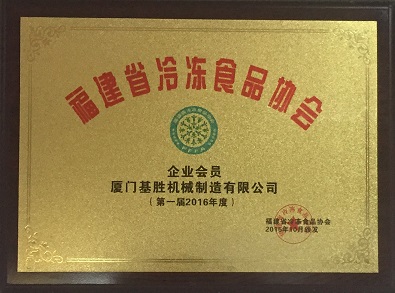 福建省冷冻食品协会
企业会员
厦门基胜机械制造有限公司
（第一届2016年度）
福建省冷冻食品协会